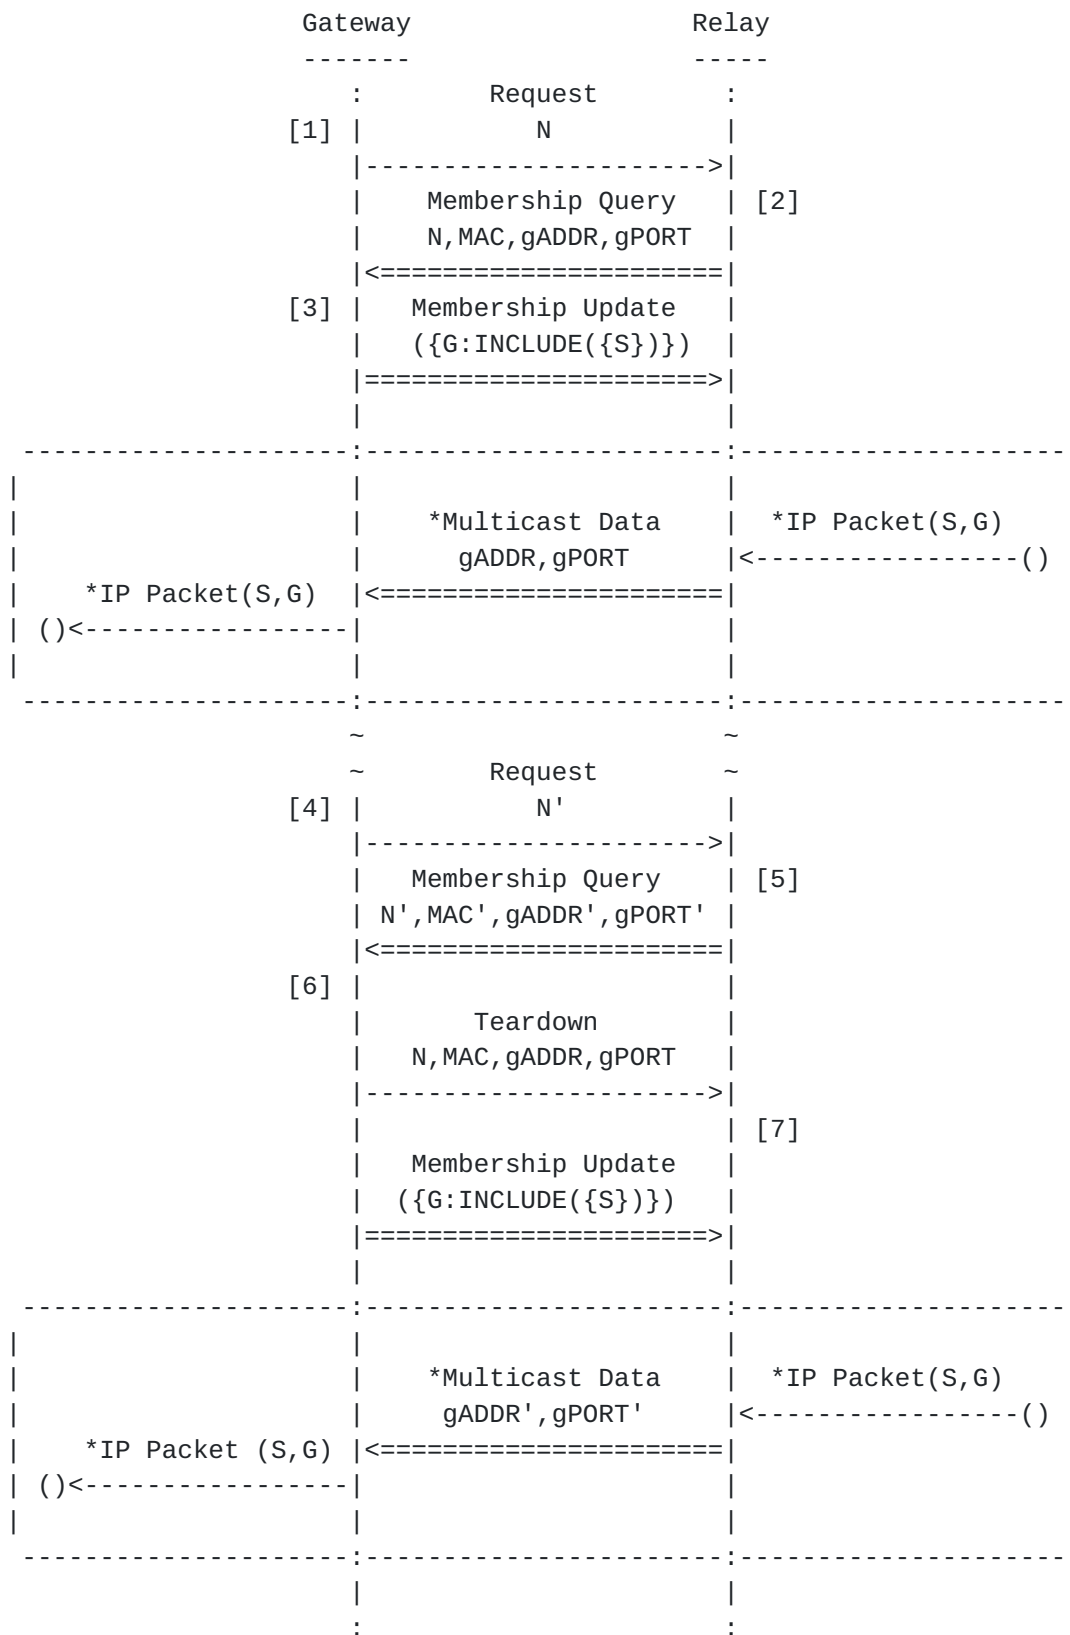 Gateway                  Relay
                  -------                  -----
                     :        Request        :
                 [1] |           N           |
                     |---------------------->|
                     |    Membership Query   | [2]
                     |    N,MAC,gADDR,gPORT  |
                     |<======================|
                 [3] |   Membership Update   |
                     |   ({G:INCLUDE({S})})  |
                     |======================>|
                     |                       |
 ---------------------:-----------------------:---------------------
|                     |                       |
|                     |    *Multicast Data    |  *IP Packet(S,G)
|                     |      gADDR,gPORT      |<-----------------()
|    *IP Packet(S,G)  |<======================|
| ()<-----------------|                       |
|                     |                       |
 ---------------------:-----------------------:---------------------
                     ~                       ~
                     ~        Request        ~
                 [4] |           N'          |
                     |---------------------->|
                     |   Membership Query    | [5]
                     | N',MAC',gADDR',gPORT' |
                     |<======================|
                 [6] |                       |
                     |       Teardown        |
                     |   N,MAC,gADDR,gPORT   |
                     |---------------------->|
                     |                       | [7]
                     |   Membership Update   |
                     |  ({G:INCLUDE({S})})   |
                     |======================>|
                     |                       |
 ---------------------:-----------------------:---------------------
|                     |                       |
|                     |    *Multicast Data    |  *IP Packet(S,G)
|                     |     gADDR',gPORT'     |<-----------------()
|    *IP Packet (S,G) |<======================|
| ()<-----------------|                       |
|                     |                       |
 ---------------------:-----------------------:---------------------
                     |                       |
                     :                       :